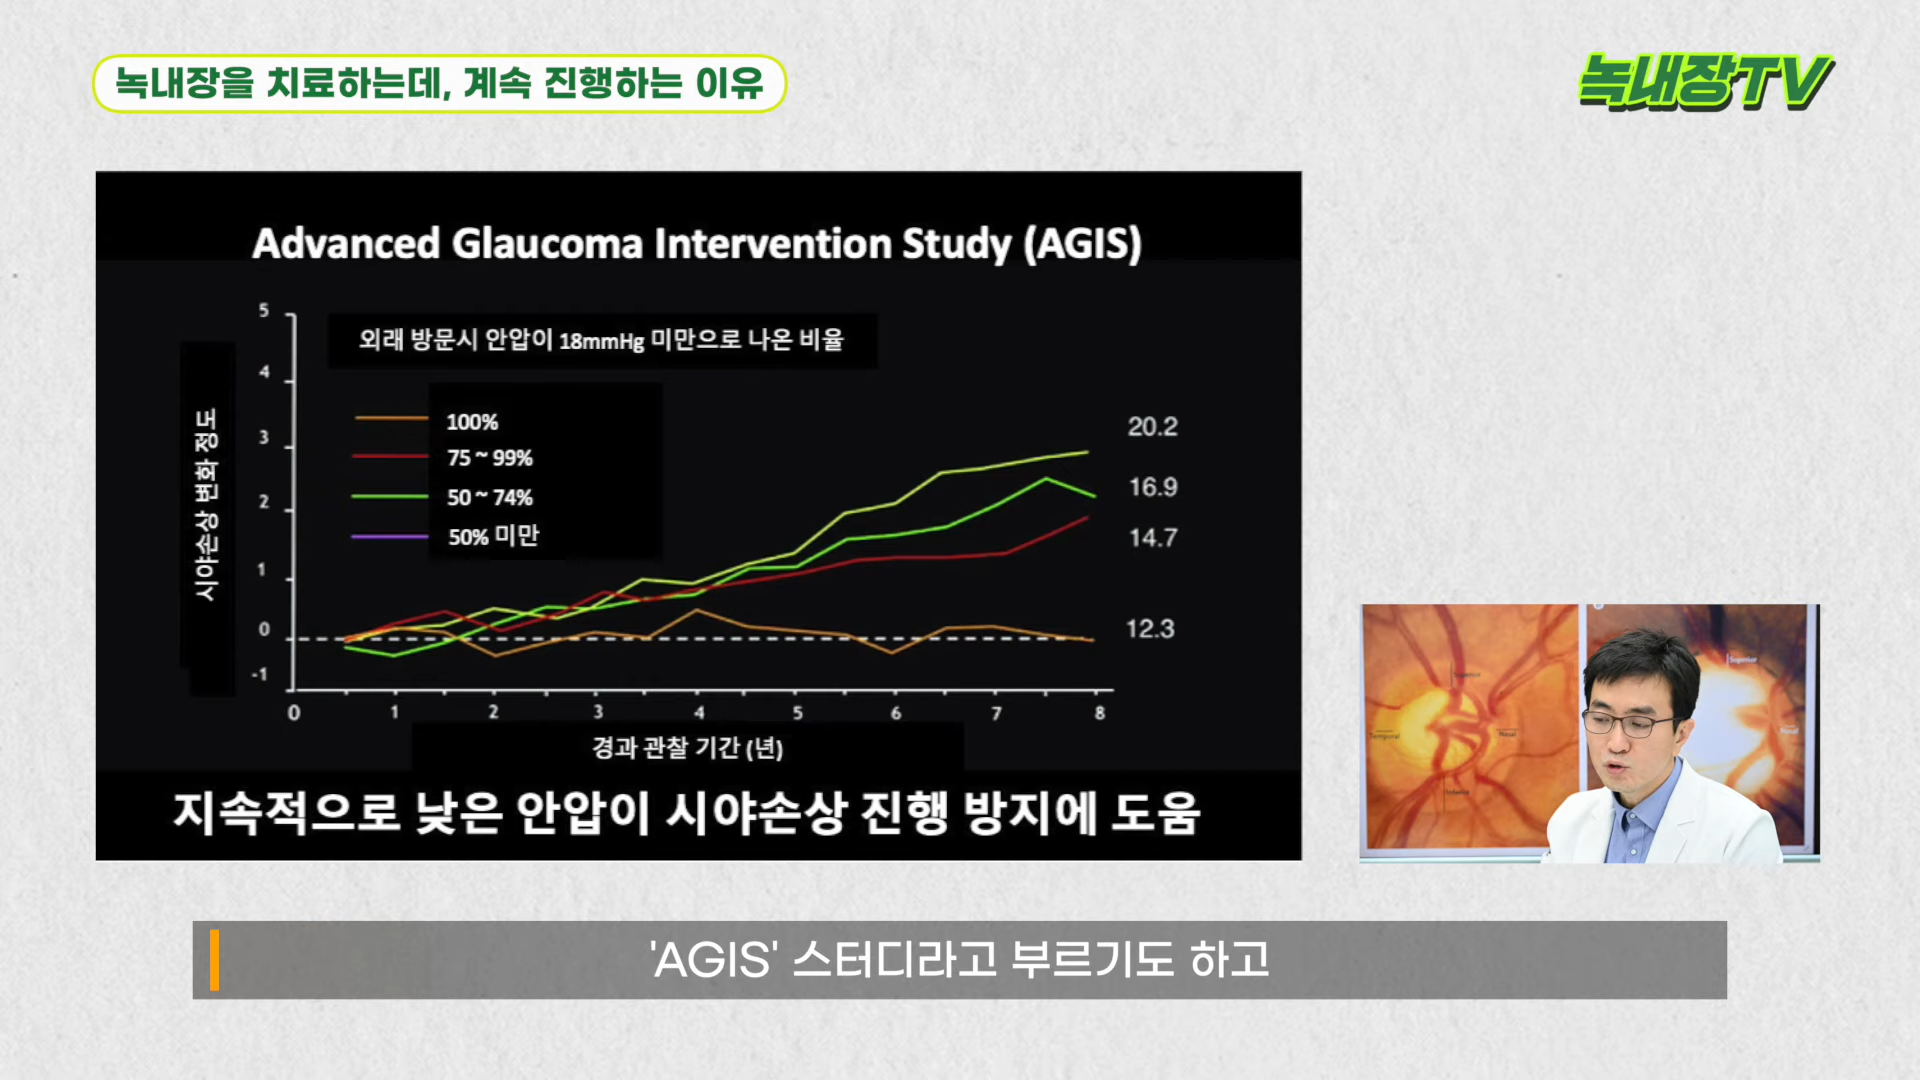 녹내장을 치료하는데, 계속 진행하는 이유
녹내장TV
Advanced Glaucoma Intervention Study (AGIS)
외래 방문시 안압이 18mmHg 미만으로 나온 비율
100%
75 ~ 99%
50 ~ 74%
50% 미만
시야손상 변화 정도
5
4
3
2
1
0
-1
20.2
16.9
14.7
12.3
0 1 2 3 4 5 6 7 8
경과 관찰 기간 (년)
지속적으로 낮은 안압이 시야손상 진행 방지에 도움
Superior
Temporal
Nasal
Inferior
Superior
Nasal
'AGIS' 스터디라고 부르기도 하고